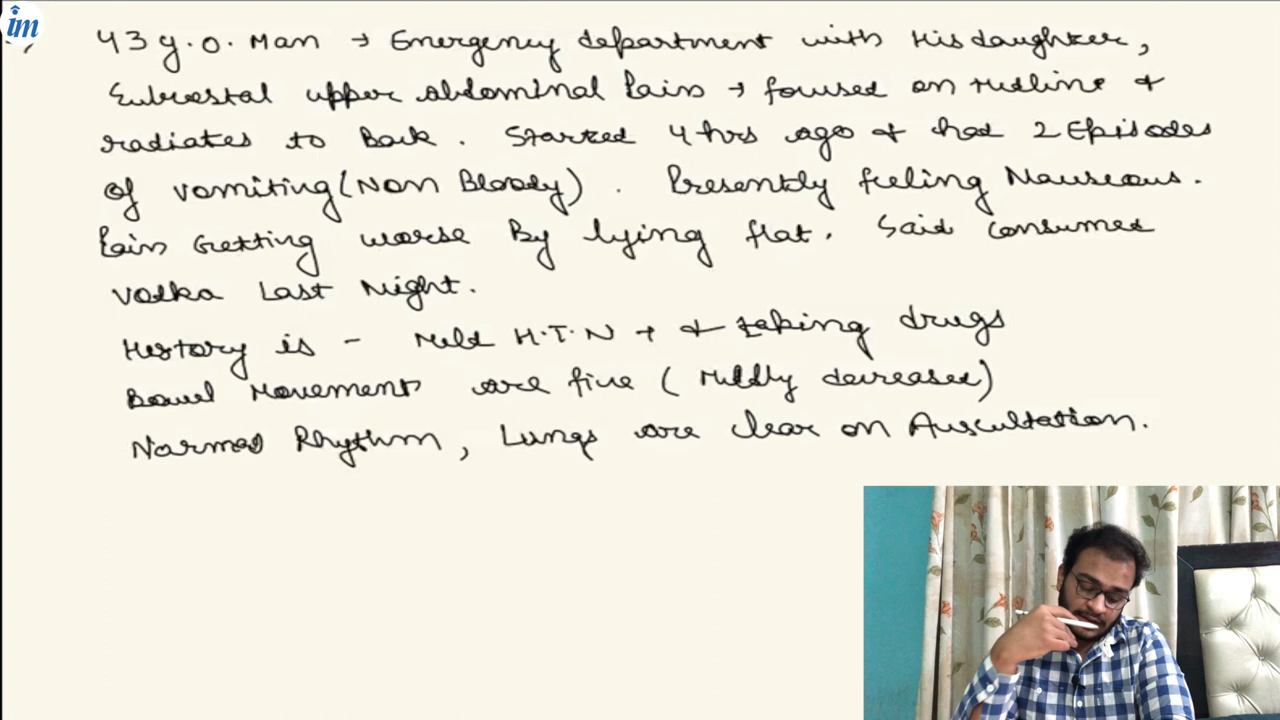 im
43 y.o. Man → Emergency department with His daughter,
Subcostal upper abdominal Pain → focused on midline &
radiates to Back. Started 4 hrs ago & had 2 Episodes
of vomiting (Non Bloody). Presently feeling Nauseous.
Pain Getting worse By lying flat. Said consumed
Vodka Last Night.
History is - Mild H.T.N → & taking drugs
Bowel Movement are fine (Mildly decreased)
Normal Rhythm, Lungs are clear on Auscultation.